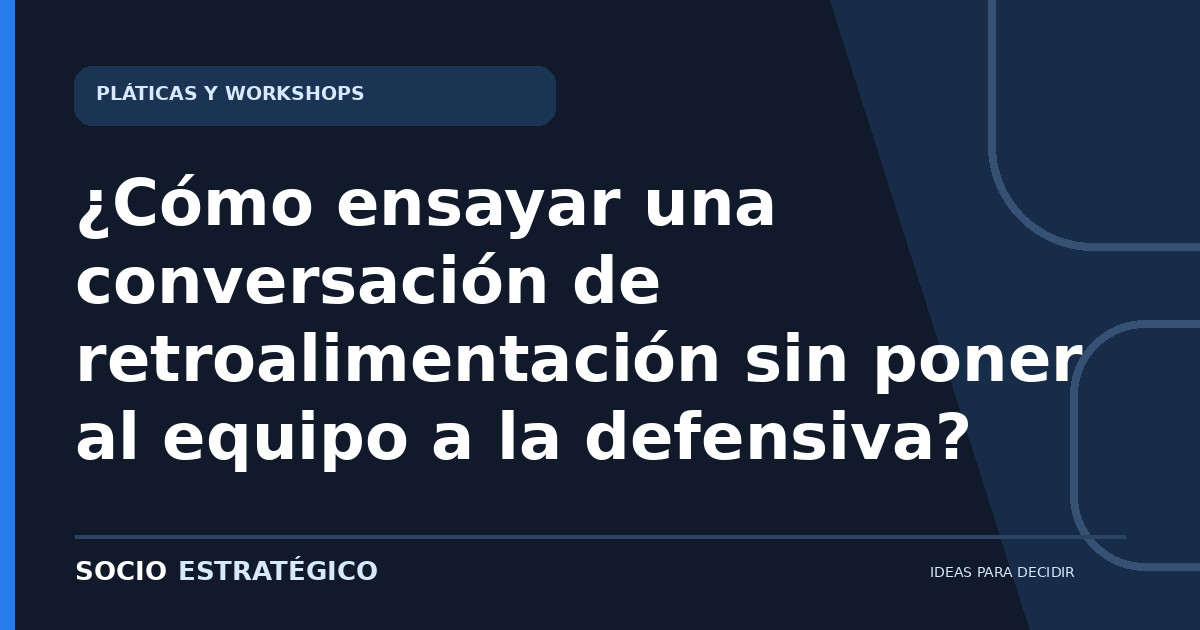 PLÁTICAS Y WORKSHOPS
¿Cómo ensayar una
conversación de
retroalimentación sin poner
al equipo a la defensiva?
SOCIO ESTRATÉGICO
IDEAS PARA DECIDIR